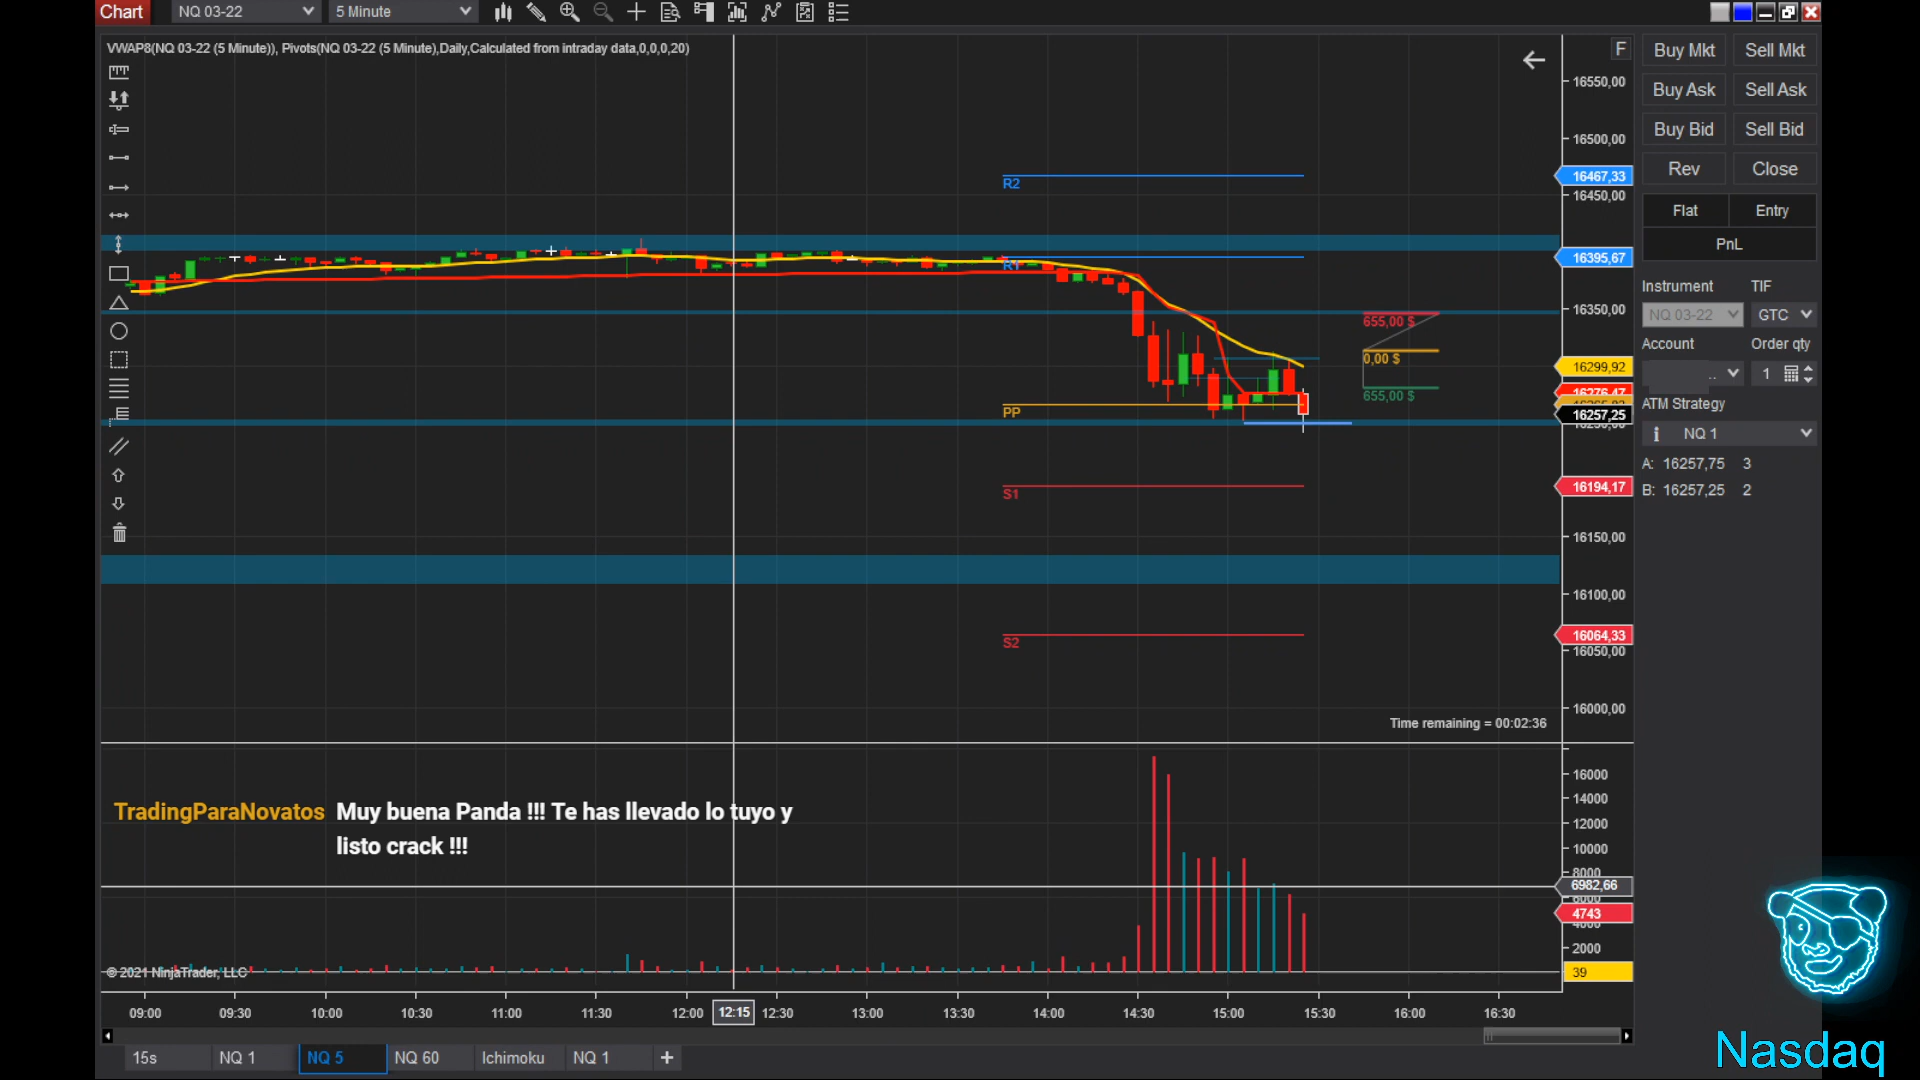 Chart NQ 03-22 5 Minute
VWAP8(NQ 03-22 (5 Minute)), Pivots(NQ 03-22 (5 Minute),Daily,Calculated from intraday data,0,0,0,20)
F
Buy Mkt Sell Mkt
Buy Ask Sell Ask
Buy Bid Sell Bid
Rev Close
Flat Entry
PnL
Instrument TIF
NQ 03-22 GTC
Account Order qty
.. 1
ATM Strategy
NQ 1
A: 16257,75 3
B: 16257,25 2
16550,00
16500,00
16467,33
16450,00
16395,67
16350,00
16299,92
16276,47
16257,25
16194,17
16150,00
16100,00
16064,33
16050,00
16000,00
R2
R1
PP
S1
S2
655,00 $
0,00 $
655,00 $
Time remaining = 00:02:36
TradingParaNovatos Muy buena Panda !!! Te has llevado lo tuyo y
listo crack !!!
16000
14000
12000
10000
8000
6982,66
4743
2000
39
© 2021 NinjaTrader, LLC
09:00 09:30 10:00 10:30 11:00 11:30 12:00 12:15 12:30 13:00 13:30 14:00 14:30 15:00 15:30 16:00 16:30
15s NQ 1 NQ 5 NQ 60 Ichimoku NQ 1 +
Nasdaq